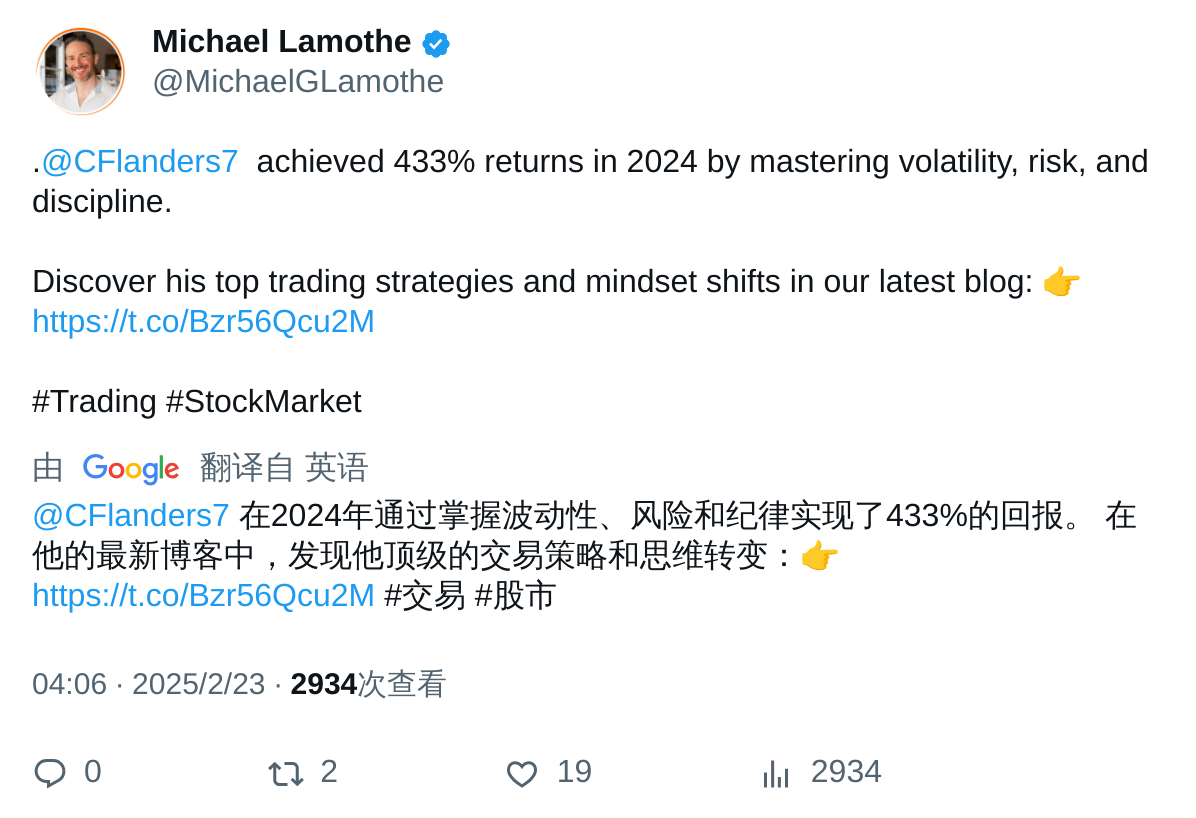 Michael Lamothe
@MichaelGLamothe
.@CFlanders7 achieved 433% returns in 2024 by mastering volatility, risk, and
discipline.
Discover his top trading strategies and mindset shifts in our latest blog: 👉
https://t.co/Bzr56Qcu2M
#Trading #StockMarket
由 Google 翻译自 英语
@CFlanders7 在2024年通过掌握波动性、风险和纪律实现了433%的回报。 在
他的最新博客中，发现他顶级的交易策略和思维转变：👉
https://t.co/Bzr56Qcu2M #交易 #股市
04:06 · 2025/2/23 · 2934次查看
0 2 19 2934